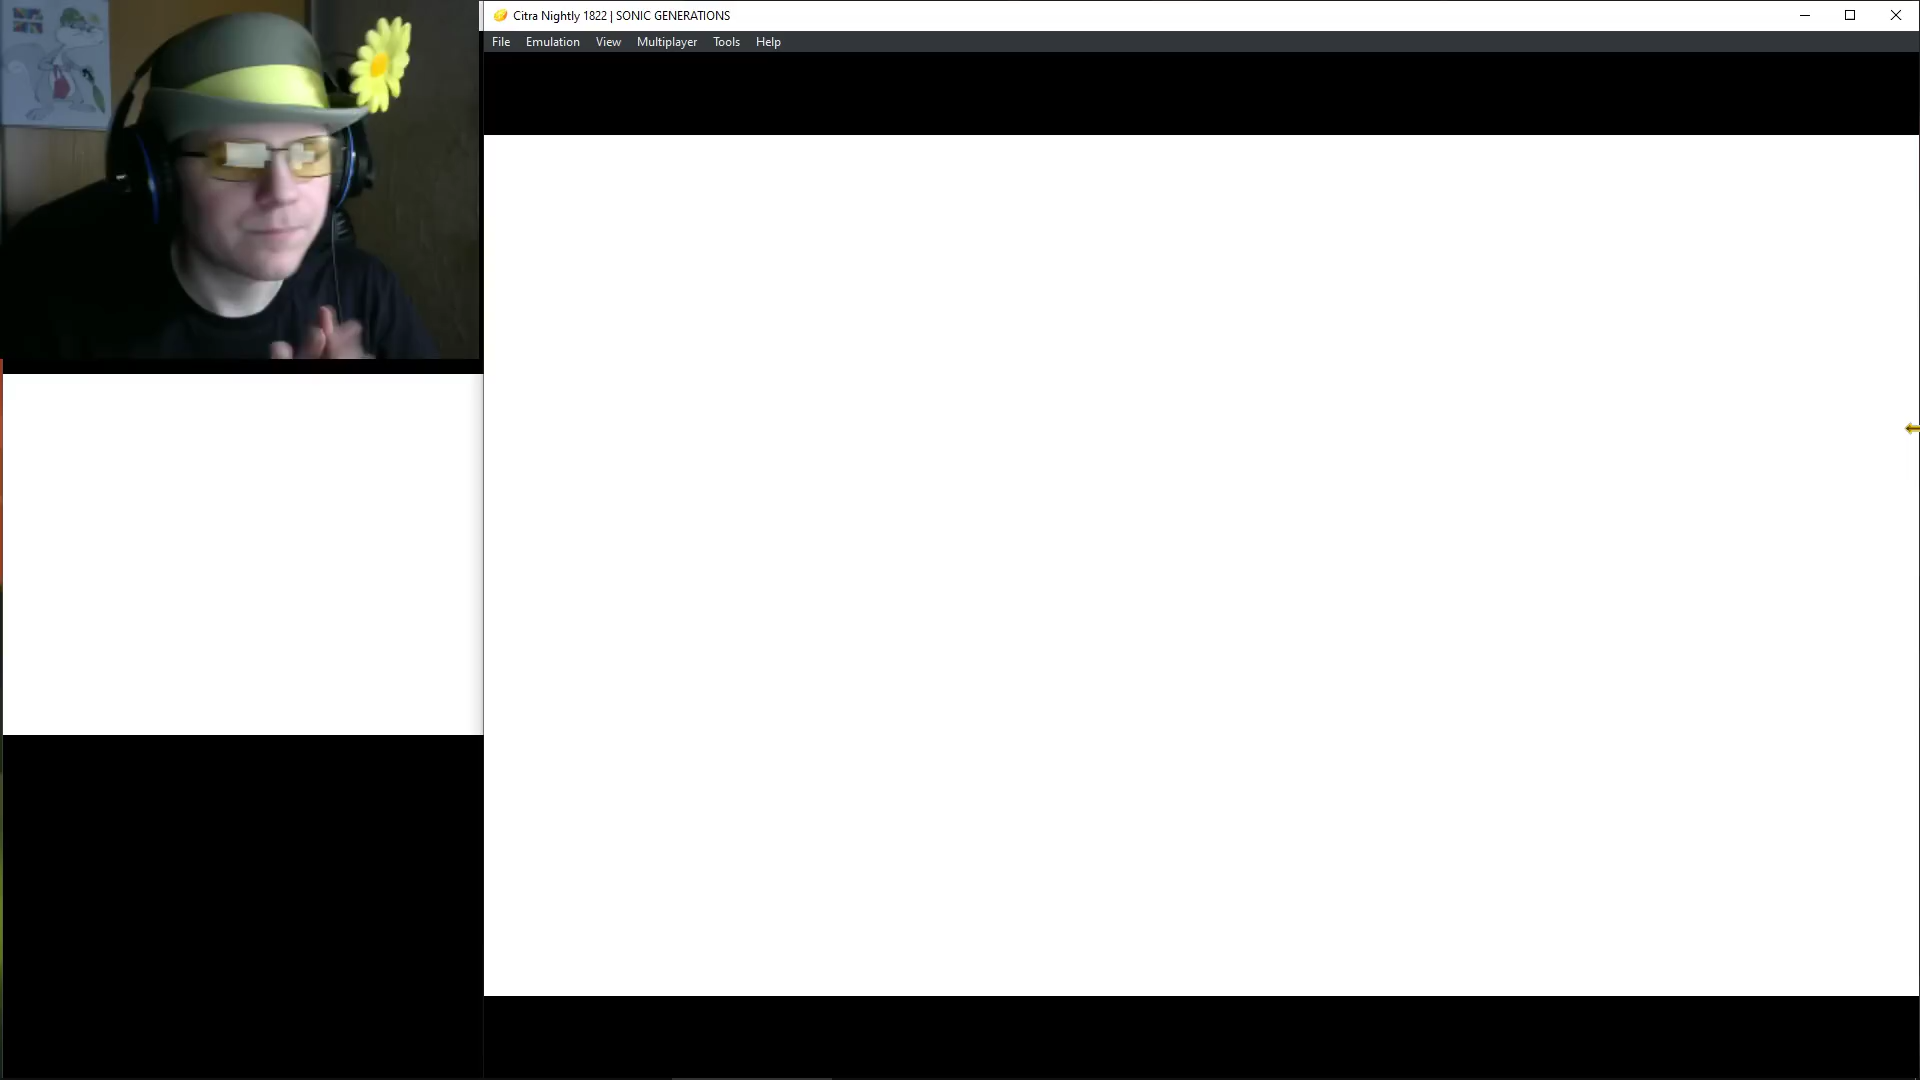 Citra Nightly 1822 | SONIC GENERATIONS
File Emulation View Multiplayer Tools Help